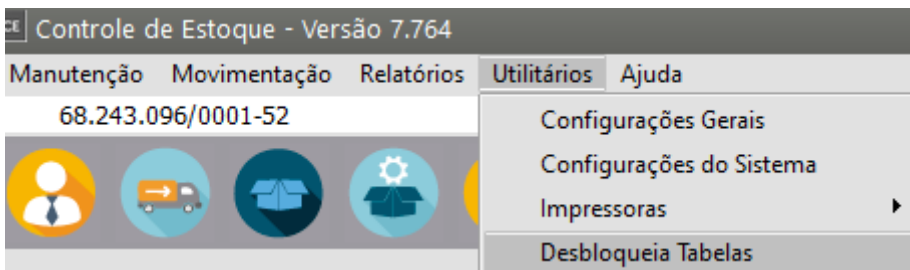 CE Controle de Estoque - Versão 7.764
Manutenção Movimentação Relatórios Utilitários Ajuda
68.243.096/0001-52
Configurações Gerais
Configurações do Sistema
Impressoras
Desbloqueia Tabelas